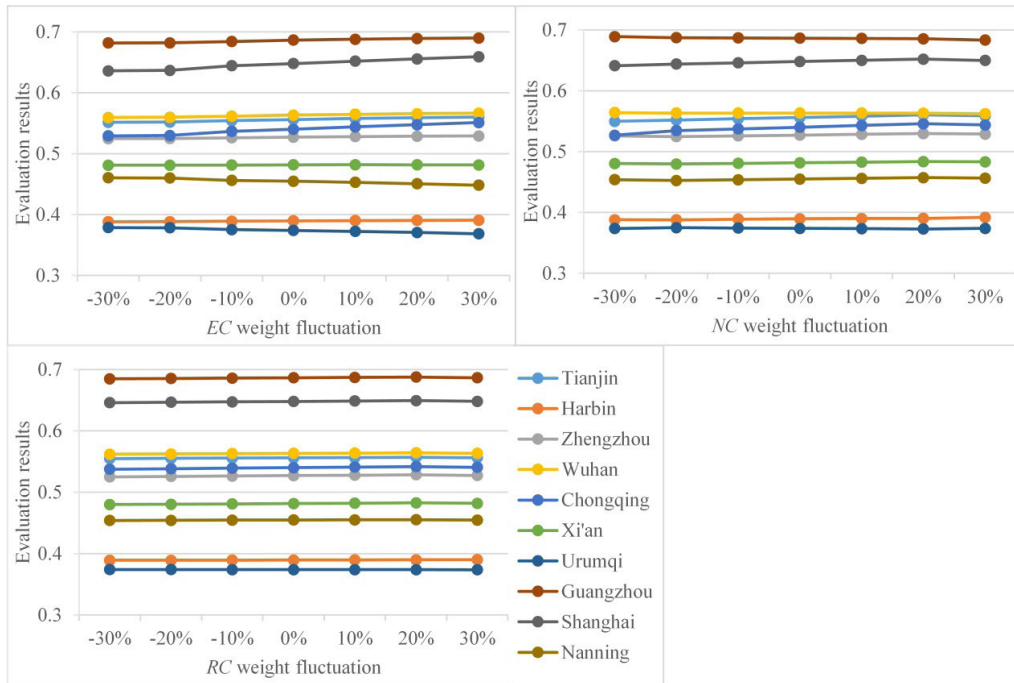 0.7
0.6
0.5
0.4
0.3
Evaluation results
-30% -20% -10% 0% 10% 20% 30%
EC weight fluctuation
0.7
0.6
0.5
0.4
0.3
Evaluation results
-30% -20% -10% 0% 10% 20% 30%
NC weight fluctuation
0.7
0.6
0.5
0.4
0.3
Evaluation results
-30% -20% -10% 0% 10% 20% 30%
RC weight fluctuation
Tianjin
Harbin
Zhengzhou
Wuhan
Chongqing
Xi'an
Urumqi
Guangzhou
Shanghai
Nanning